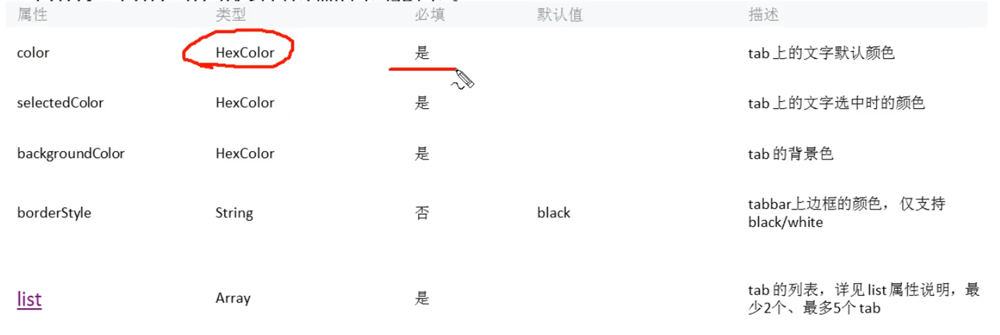 属性 类型 必填 默认值 描述
color HexColor 是 tab 上的文字默认颜色
selectedColor HexColor 是 tab 上的文字选中时的颜色
backgroundColor HexColor 是 tab 的背景色
borderStyle String 否 black tabbar上边框的颜色，仅支持
black/white
list Array 是 tab 的列表，详见 list 属性说明，最
少2个、最多5个 tab